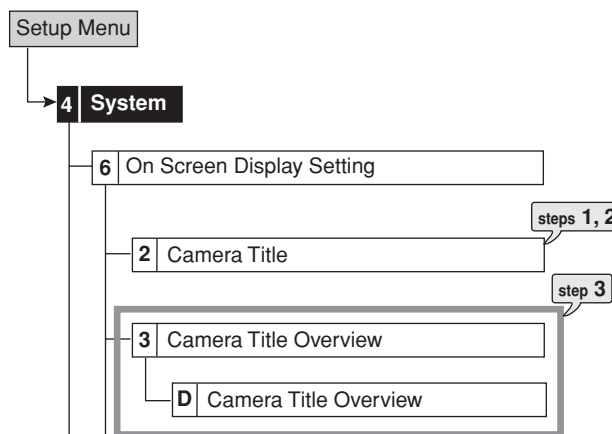 Setup Menu
4 System
6 On Screen Display Setting
steps 1, 2
2 Camera Title
step 3
3 Camera Title Overview
D Camera Title Overview